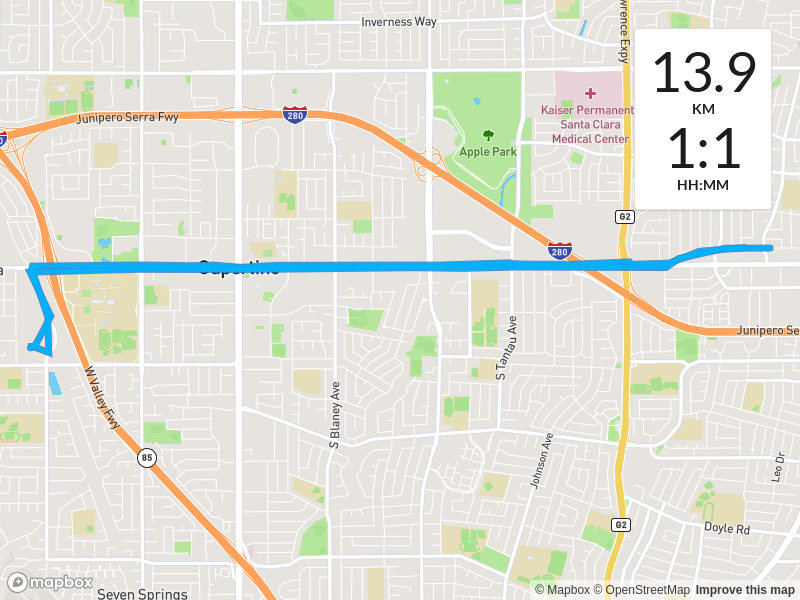 Inverness Way
wrence Expy
13.9
KM
1:1
HH:MM
Junipero Serra Fwy
280
Kaiser Permanent
Santa Clara
Medical Center
Apple Park
G2
280
a
Junipero Se
S Tantau Ave
W Valley Fwy
S Blaney Ave
85
Johnson Ave
Leo Dr
G2
Doyle Rd
mapbox
Seven Springs
© Mapbox © OpenStreetMap Improve this map